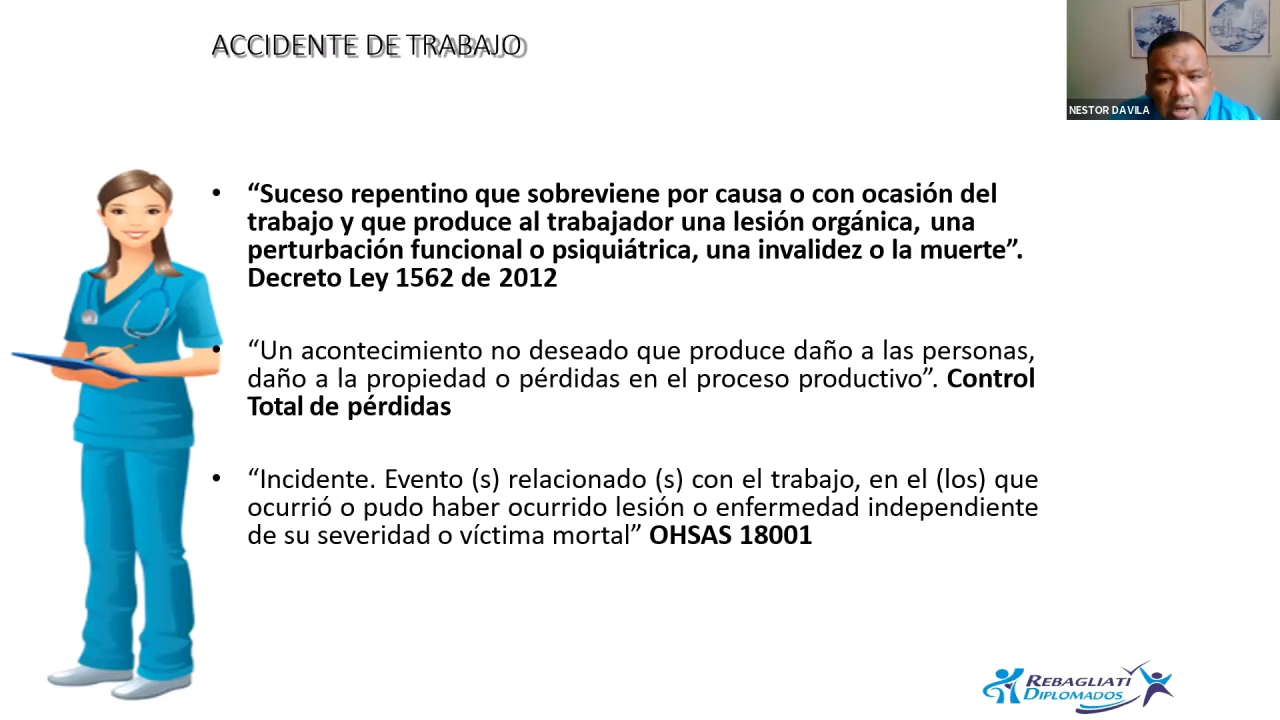 ACCIDENTE DE TRABAJO
NESTOR DAVILA
• “Suceso repentino que sobreviene por causa o con ocasión del
trabajo y que produce al trabajador una lesión orgánica, una
perturbación funcional o psiquiátrica, una invalidez o la muerte”.
Decreto Ley 1562 de 2012
• “Un acontecimiento no deseado que produce daño a las personas,
daño a la propiedad o pérdidas en el proceso productivo”. Control
Total de pérdidas
• “Incidente. Evento (s) relacionado (s) con el trabajo, en el (los) que
ocurrió o pudo haber ocurrido lesión o enfermedad independiente
de su severidad o víctima mortal” OHSAS 18001
REBAGLIATI
DIPLOMADOS